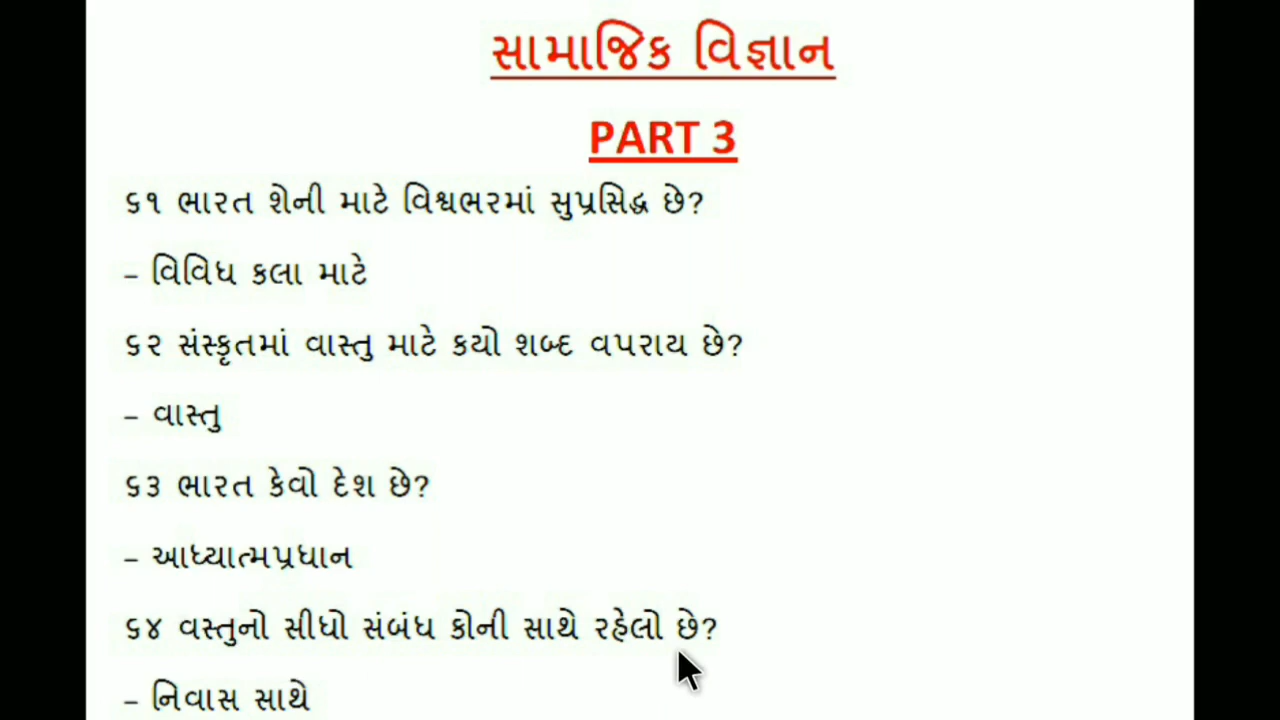 સામાજિક વિજ્ઞાન
PART 3
૬૧ ભારત શેની માટે વિશ્વભરમાં સુપ્રસિદ્ધ છે?
– વિવિધ કલા માટે
૬૨ સંસ્કૃતમાં વાસ્તુ માટે કયો શબ્દ વપરાય છે?
– વાસ્તુ
૬૩ ભારત કેવો દેશ છે?
– આધ્યાત્મપ્રધાન
૬૪ વસ્તુનો સીધો સંબંધ કોની સાથે રહેલો છે?
– નિવાસ સાથે